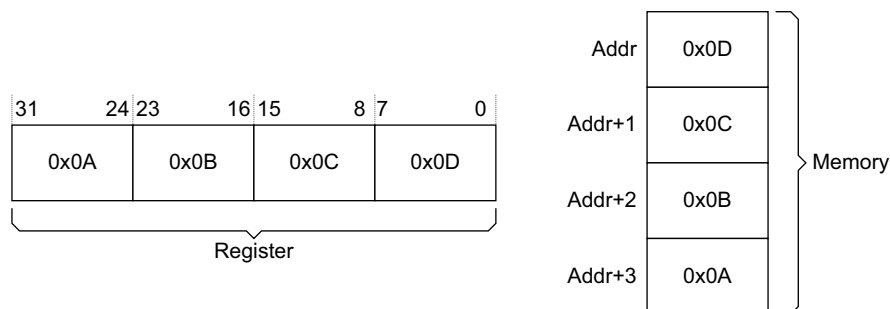 31 24 23 16 15 8 7 0
0x0A 0x0B 0x0C 0x0D
Register
Addr 0x0D
Addr+1 0x0C
Addr+2 0x0B
Addr+3 0x0A
Memory